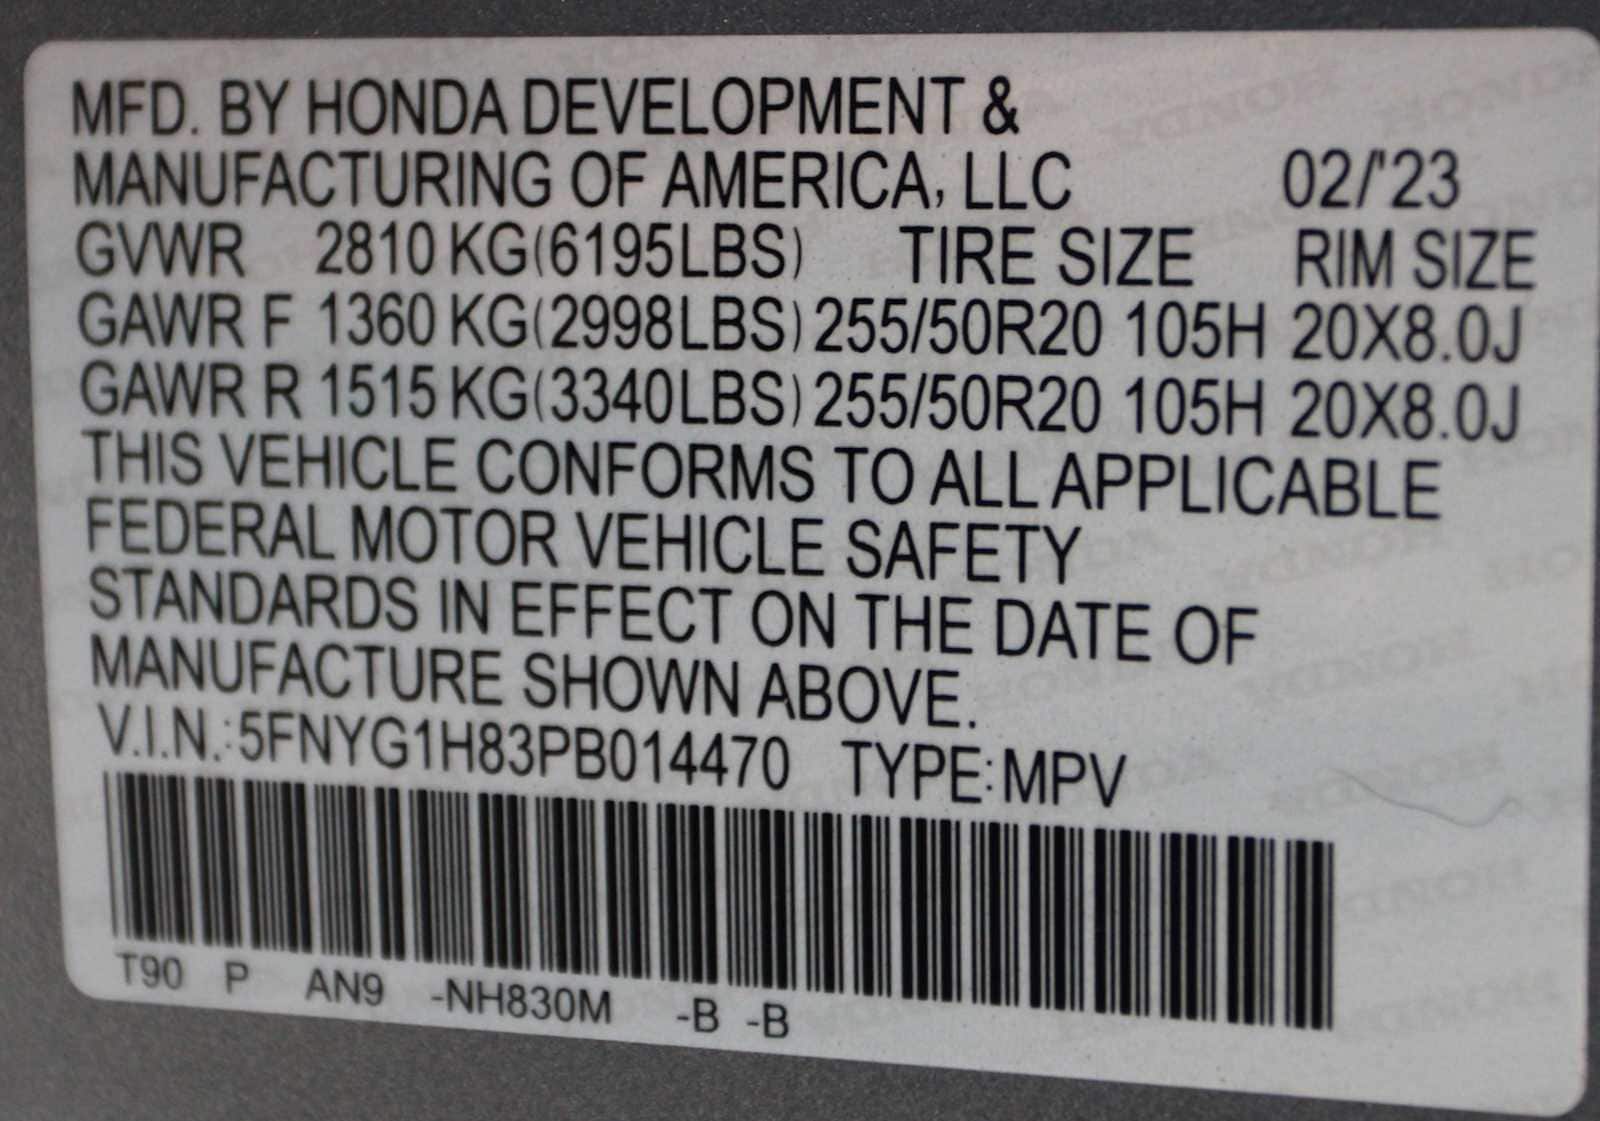 MFD. BY HONDA DEVELOPMENT &
MANUFACTURING OF AMERICA, LLC 02/'23
GVWR 2810 KG(6195LBS) TIRE SIZE RIM SIZE
GAWR F 1360 KG(2998LBS) 255/50R20 105H 20X8.0J
GAWR R 1515 KG(3340LBS) 255/50R20 105H 20X8.0J
THIS VEHICLE CONFORMS TO ALL APPLICABLE
FEDERAL MOTOR VEHICLE SAFETY
STANDARDS IN EFFECT ON THE DATE OF
MANUFACTURE SHOWN ABOVE.
V.I.N.:5FNYG1H83PB014470 TYPE:MPV
T90 P AN9 -NH830M -B -B